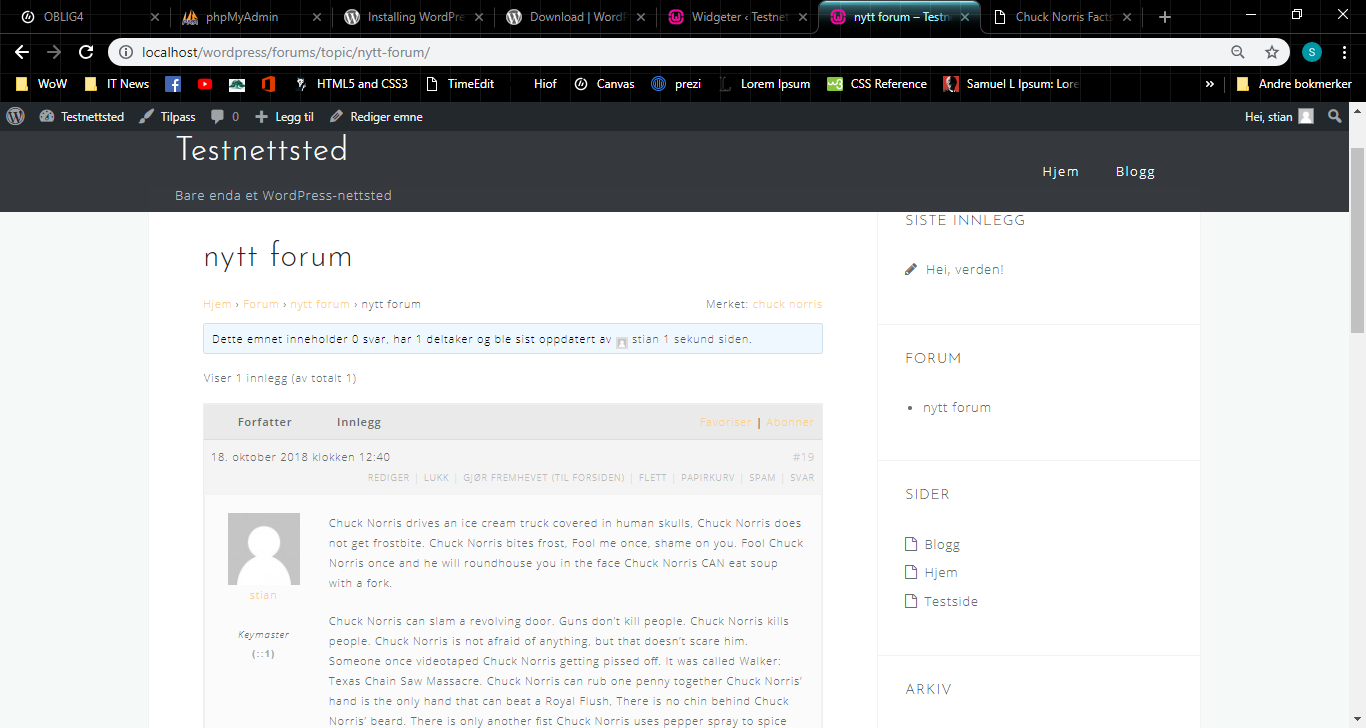 OBLIG4
phpMyAdmin
Installing WordPre
Download | WordP
Widgeter ‹ Testnet
nytt forum – Testn
Chuck Norris Facts
localhost/wordpress/forums/topic/nytt-forum/
S
WoW
IT News
HTML5 and CSS3
TimeEdit
Hiof
Canvas
prezi
Lorem Ipsum
CSS Reference
Samuel L Ipsum: Lore
»
Andre bokmerker
Testnettsted
Tilpass
0
Legg til
Rediger emne
Hei, stian
Testnettsted
Bare enda et WordPress-nettsted
Hjem
Blogg
nytt forum
Hjem › Forum › nytt forum › nytt forum
Merket: chuck norris
Dette emnet inneholder 0 svar, har 1 deltaker og ble sist oppdatert av stian 1 sekund siden.
Viser 1 innlegg (av totalt 1)
Forfatter
Innlegg
Favoriser | Abonner
18. oktober 2018 klokken 12:40
#19
REDIGER | LUKK | GJØR FREMHEVET (TIL FORSIDEN) | FLETT | PAPIRKURV | SPAM | SVAR
stian
Keymaster
(::1)
Chuck Norris drives an ice cream truck covered in human skulls, Chuck Norris does
not get frostbite. Chuck Norris bites frost, Fool me once, shame on you. Fool Chuck
Norris once and he will roundhouse you in the face Chuck Norris CAN eat soup
with a fork.
Chuck Norris can slam a revolving door. Guns don't kill people. Chuck Norris kills
people. Chuck Norris is not afraid of anything, but that doesn't scare him.
Someone once videotaped Chuck Norris getting pissed off. It was called Walker:
Texas Chain Saw Massacre. Chuck Norris can rub one penny together Chuck Norris'
hand is the only hand that can beat a Royal Flush, There is no chin behind Chuck
Norris' beard. There is only another fist Chuck Norris uses pepper spray to spice
SISTE INNLEGG
Hei, verden!
FORUM
nytt forum
SIDER
Blogg
Hjem
Testside
ARKIV